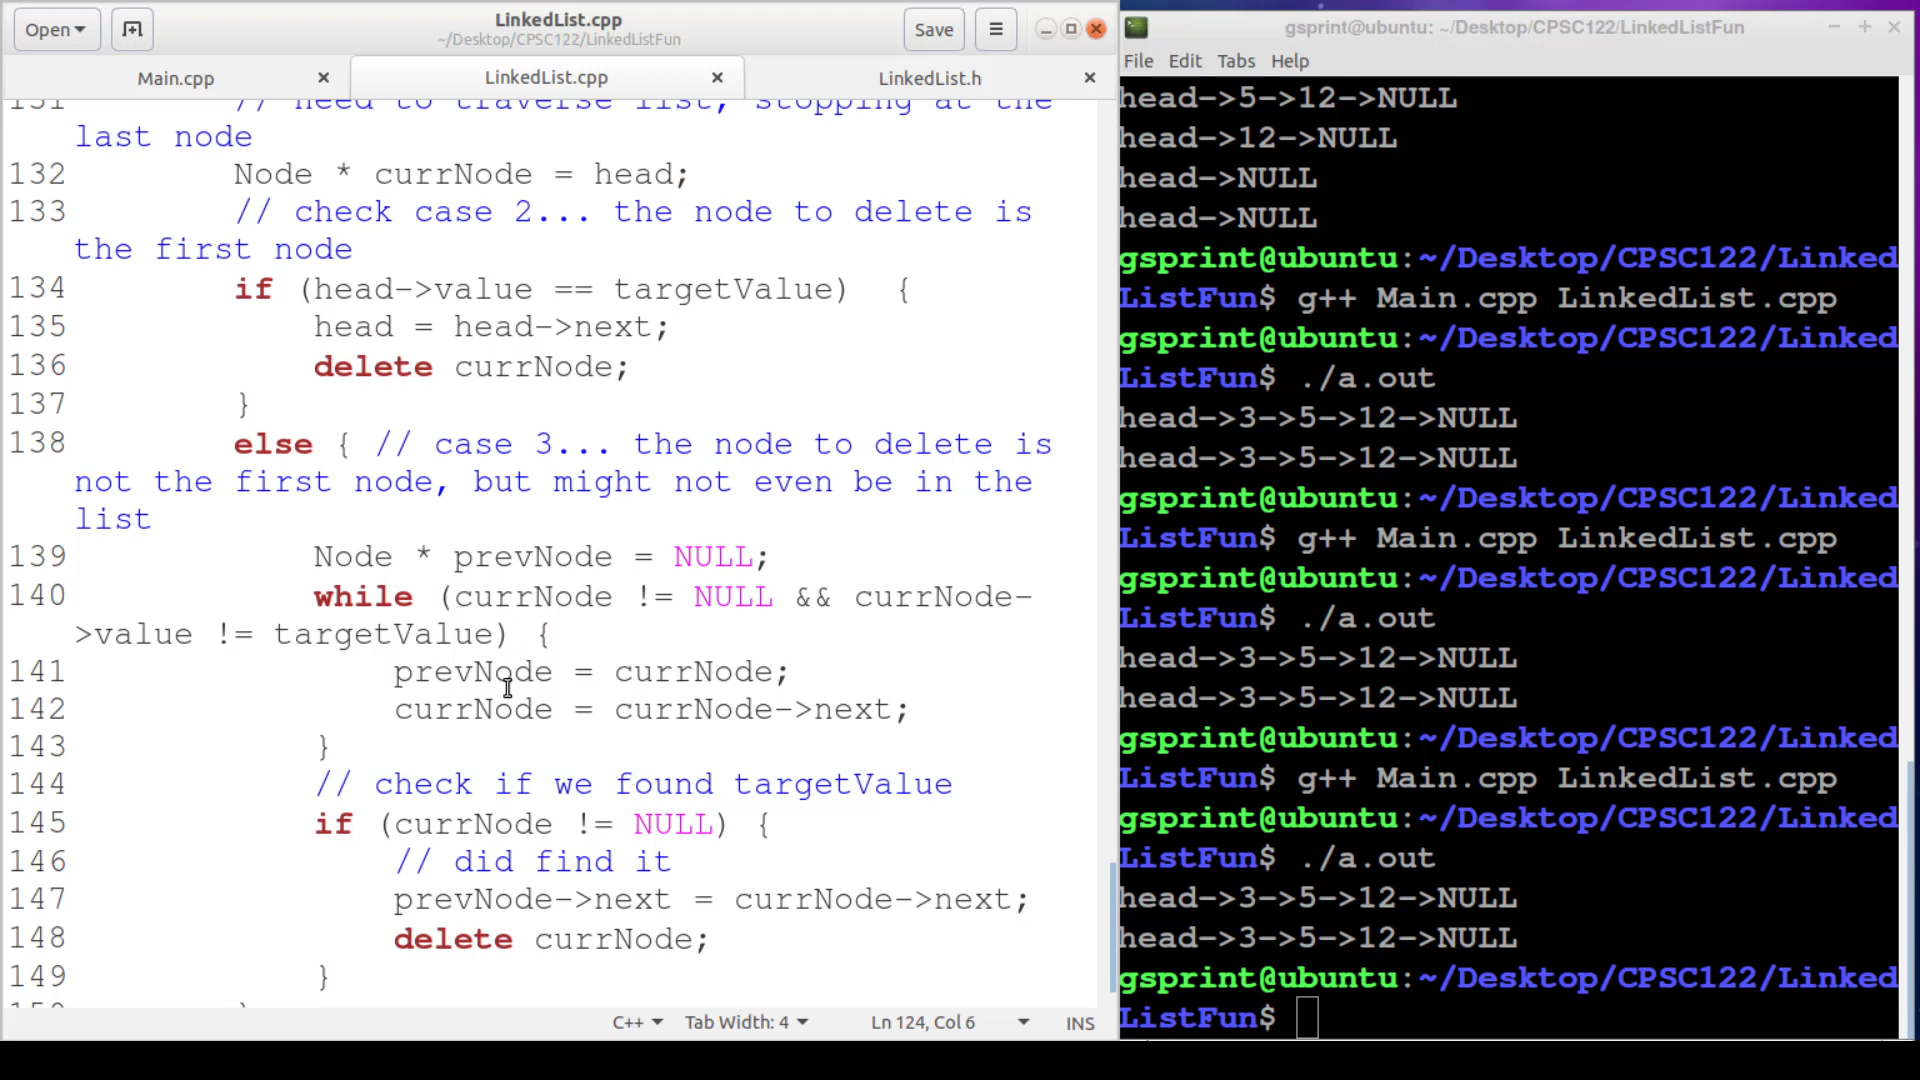 Open
LinkedList.cpp
~/Desktop/CPSC122/LinkedListFun
Save
Main.cpp
LinkedList.cpp
LinkedList.h
131 // need to traverse list, stopping at the
last node
132 Node * currNode = head;
133 // check case 2... the node to delete is
the first node
134 if (head->value == targetValue) {
135 head = head->next;
136 delete currNode;
137 }
138 else { // case 3... the node to delete is
not the first node, but might not even be in the
list
139 Node * prevNode = NULL;
140 while (currNode != NULL && currNode-
>value != targetValue) {
141 prevNode = currNode;
142 currNode = currNode->next;
143 }
144 // check if we found targetValue
145 if (currNode != NULL) {
146 // did find it
147 prevNode->next = currNode->next;
148 delete currNode;
149 }
150 }
C++ Tab Width: 4 Ln 124, Col 6 INS
gsprint@ubuntu: ~/Desktop/CPSC122/LinkedListFun
File Edit Tabs Help
head->5->12->NULL
head->12->NULL
head->NULL
head->NULL
gsprint@ubuntu:~/Desktop/CPSC122/Linked
ListFun$ g++ Main.cpp LinkedList.cpp
gsprint@ubuntu:~/Desktop/CPSC122/Linked
ListFun$ ./a.out
head->3->5->12->NULL
head->3->5->12->NULL
gsprint@ubuntu:~/Desktop/CPSC122/Linked
ListFun$ g++ Main.cpp LinkedList.cpp
gsprint@ubuntu:~/Desktop/CPSC122/Linked
ListFun$ ./a.out
head->3->5->12->NULL
head->3->5->12->NULL
gsprint@ubuntu:~/Desktop/CPSC122/Linked
ListFun$ g++ Main.cpp LinkedList.cpp
gsprint@ubuntu:~/Desktop/CPSC122/Linked
ListFun$ ./a.out
head->3->5->12->NULL
head->3->5->12->NULL
gsprint@ubuntu:~/Desktop/CPSC122/Linked
ListFun$